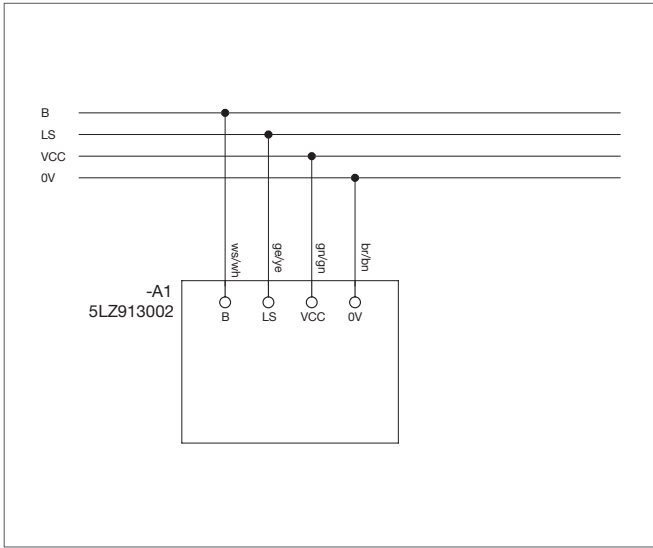 B
LS
VCC
0V
ws/wh
ge/ye
gn/gn
br/bn
-A1
5LZ913002
B
LS
VCC
0V